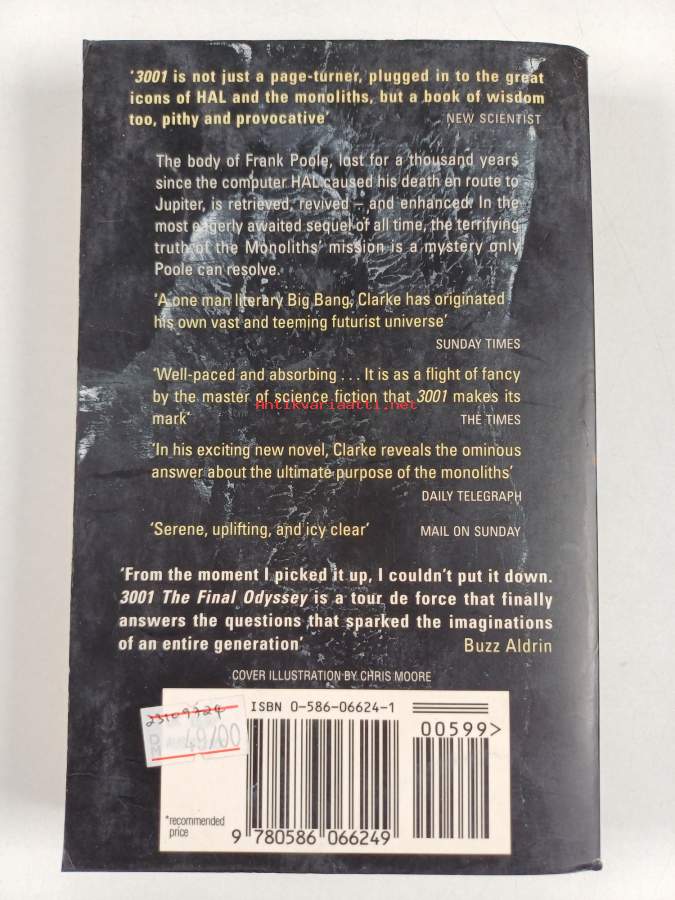 ‘3001 is not just a page-turner, plugged in to the great
icons of HAL and the monoliths, but a book of wisdom
too, pithy and provocative’ NEW SCIENTIST
The body of Frank Poole, lost for a thousand years
since the computer HAL caused his death en route to
Jupiter, is retrieved, revived – and enhanced. In the
most eagerly awaited sequel of all time, the terrifying
truth of the Monoliths’ mission is a mystery only
Poole can resolve.
‘A one man literary Big Bang, Clarke has originated
his own vast and teeming futurist universe’
SUNDAY TIMES
‘Well-paced and absorbing . . . It is as a flight of fancy
by the master of science fiction that 3001 makes its
Antikvariaatti.net
mark’ THE TIMES
‘In his exciting new novel, Clarke reveals the ominous
answer about the ultimate purpose of the monoliths’
DAILY TELEGRAPH
‘Serene, uplifting, and icy clear’ MAIL ON SUNDAY
‘From the moment I picked it up, I couldn’t put it down.
3001 The Final Odyssey is a tour de force that finally
answers the questions that sparked the imaginations
of an entire generation’ Buzz Aldrin
COVER ILLUSTRATION BY CHRIS MOORE
ISBN 0-586-06624-1
00599>
49/00
*recommended
price
9 780586 066249